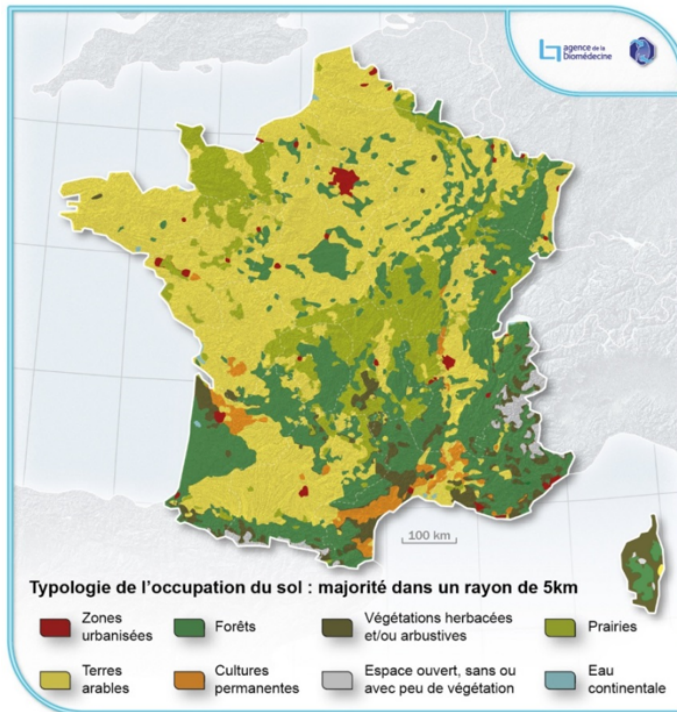 agence de la
biomédecine
100 km
Typologie de l'occupation du sol : majorité dans un rayon de 5km
Zones
urbanisées
Forêts
Végétations herbacées
et/ou arbustives
Prairies
Terres
arables
Cultures
permanentes
Espace ouvert, sans ou
avec peu de végétation
Eau
continentale